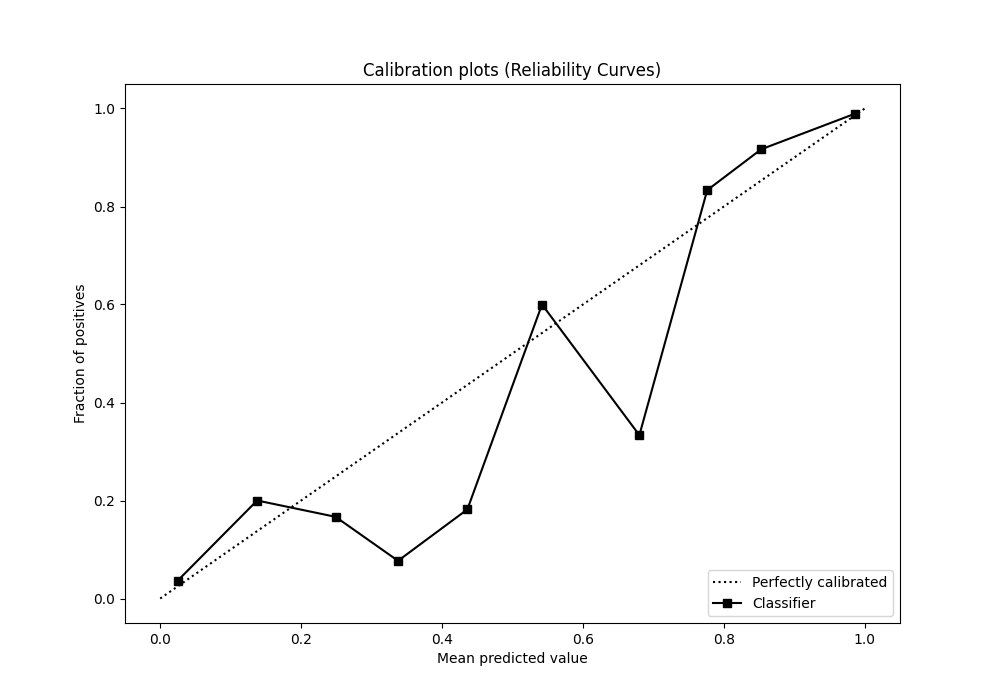 Calibration plots (Reliability Curves)
1.0
0.8
0.6
0.4
0.2
0.0
Fraction of positives
0.0 0.2 0.4 0.6 0.8 1.0
Mean predicted value
Perfectly calibrated
Classifier